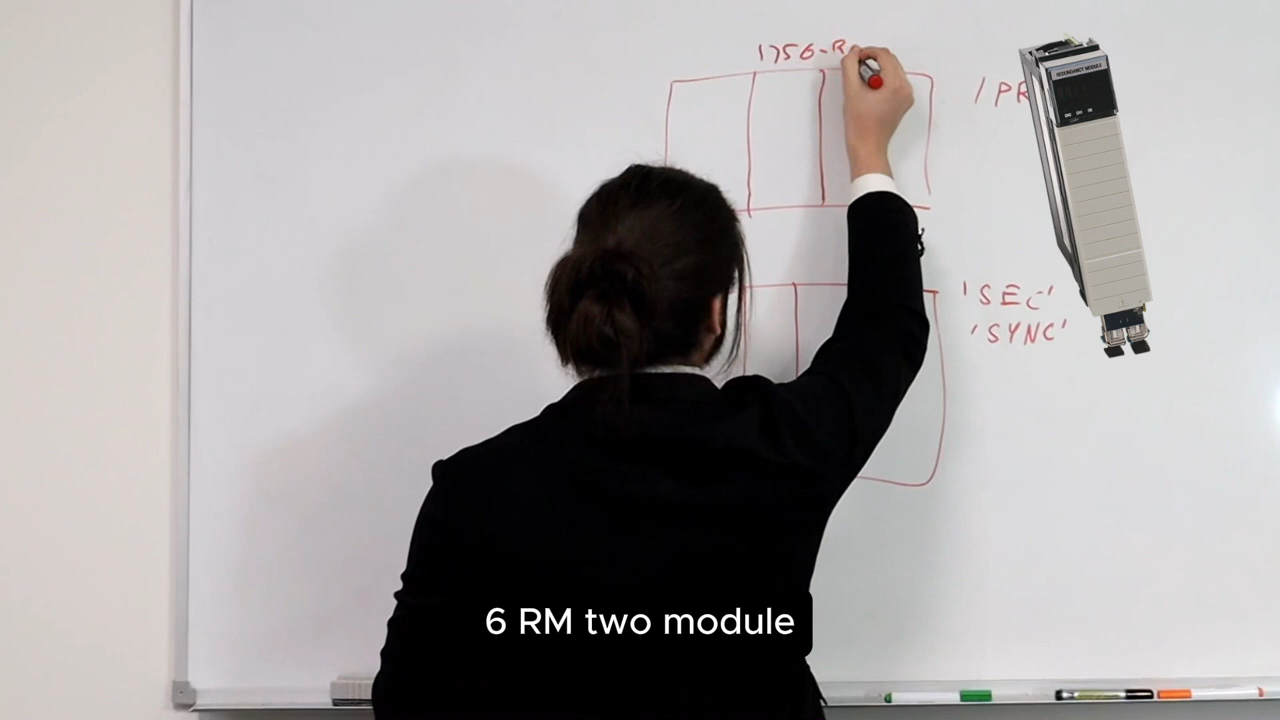 1756-R
'PR
REDUNDANCY MODULE
'SEC'
'SYNC'
6 RM two module